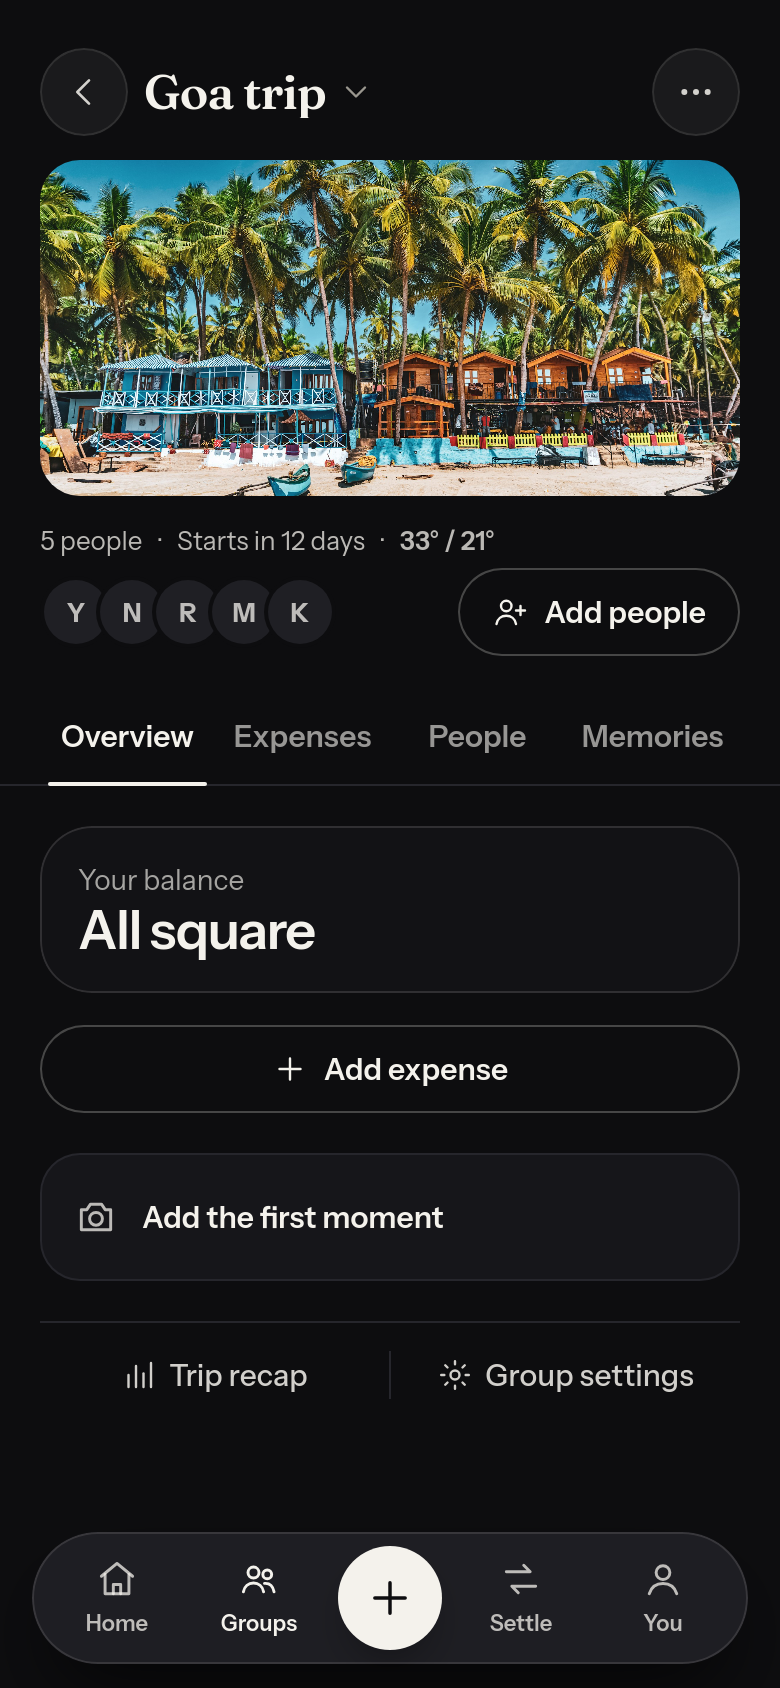 Goa trip
5 people · Starts in 12 days · 33° / 21°
Y N R M K
Add people
Overview Expenses People Memories
Your balance
All square
Add expense
Add the first moment
Trip recap Group settings
Home Groups Settle You